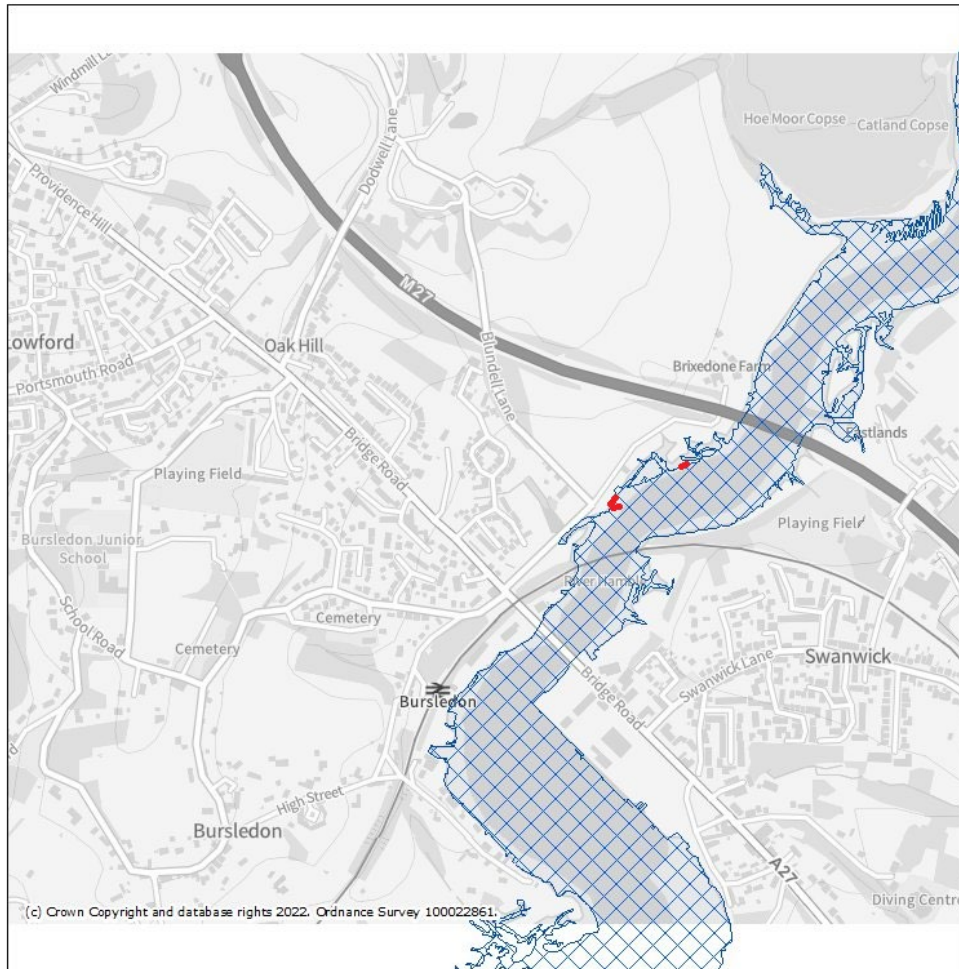 Windmill La
Hoe Moor Copse
Catland Copse
Dodwell Lane
Providence Hill
M27
Lowford
Oak Hill
Blundell Lane
Portsmouth Road
Brixedone Farm
Bridge Road
Eastlands
Playing Field
Playing Field
Bursledon Junior
School
River Hamble
School Road
Cemetery
Cemetery
Swanwick Lane
Swanwick
Bursledon
Bridge Road
High Street
Bursledon
A27
Diving Centre
(c) Crown Copyright and database rights 2022. Ordnance Survey 100022861.